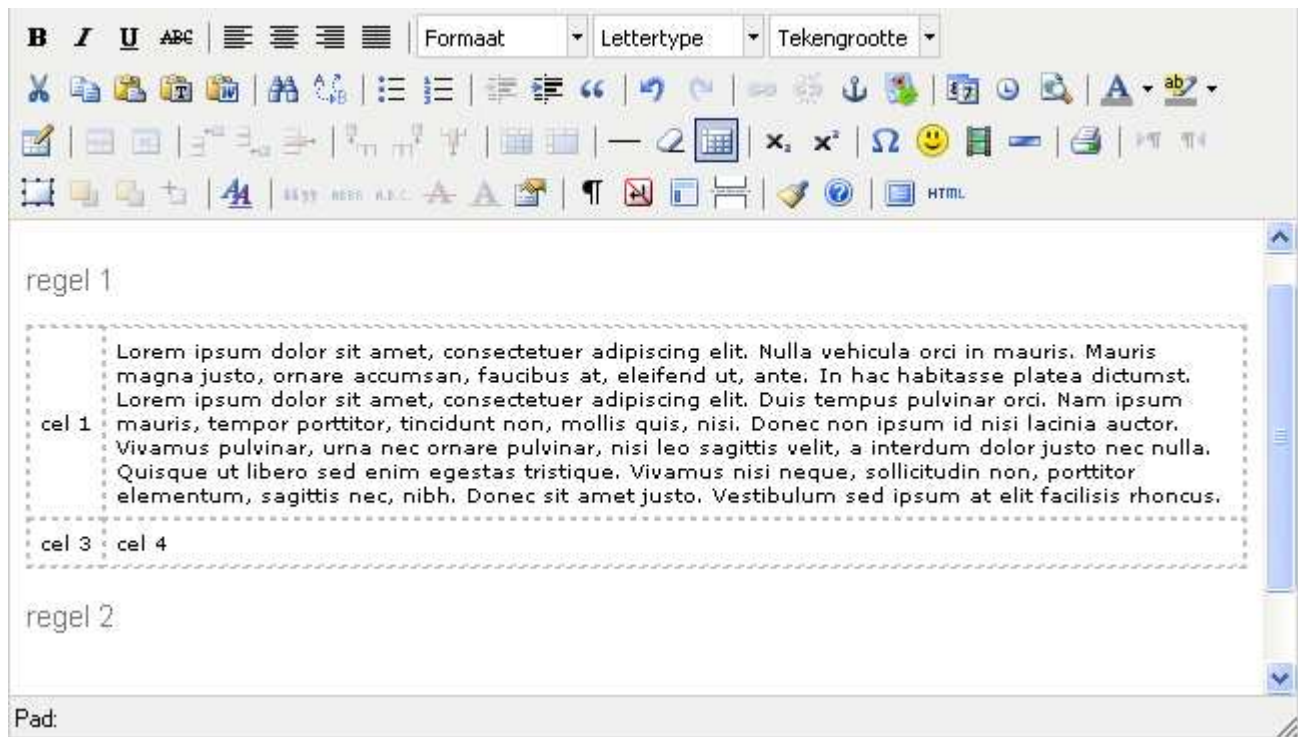 B I U ABC Formaat Lettertype Tekengrootte
HTML
regel 1
Lorem ipsum dolor sit amet, consectetuer adipiscing elit. Nulla vehicula orci in mauris. Mauris
magna justo, ornare accumsan, faucibus at, eleifend ut, ante. In hac habitasse platea dictumst.
Lorem ipsum dolor sit amet, consectetuer adipiscing elit. Duis tempus pulvinar orci. Nam ipsum
cel 1 mauris, tempor porttitor, tincidunt non, mollis quis, nisi. Donec non ipsum id nisi lacinia auctor.
Vivamus pulvinar, urna nec ornare pulvinar, nisi leo sagittis velit, a interdum dolor justo nec nulla.
Quisque ut libero sed enim egestas tristique. Vivamus nisi neque, sollicitudin non, porttitor
elementum, sagittis nec, nibh. Donec sit amet justo. Vestibulum sed ipsum at elit facilisis rhoncus.
cel 3 cel 4
regel 2
Pad: